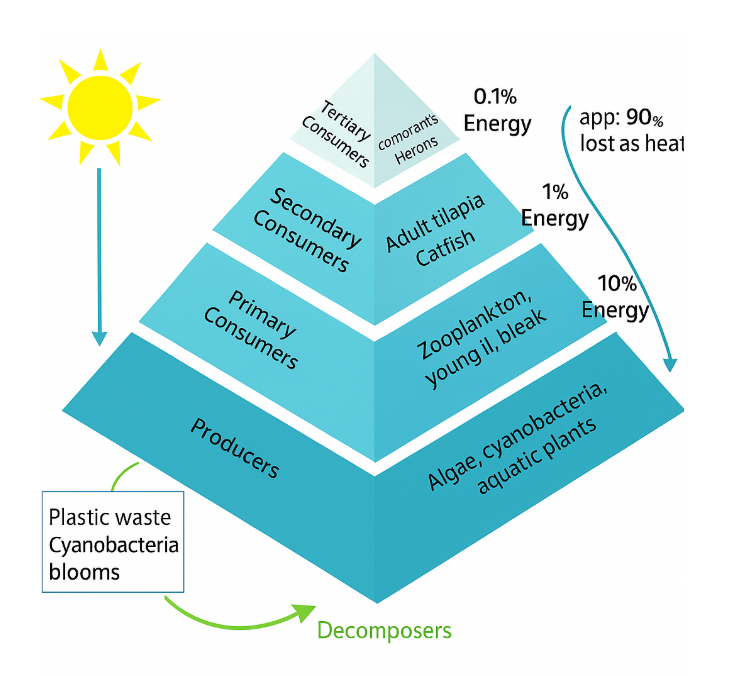 Tertiary
Consumers
comorant's
Herons
0.1%
Energy
app: 90%
lost as heat
Secondary
Consumers
Adult tilapia
Catfish
1%
Energy
Primary
Consumers
Zooplankton,
young il, bleak
10%
Energy
Producers
Algae, cyanobacteria,
aquatic plants
Plastic waste
Cyanobacteria
blooms
Decomposers